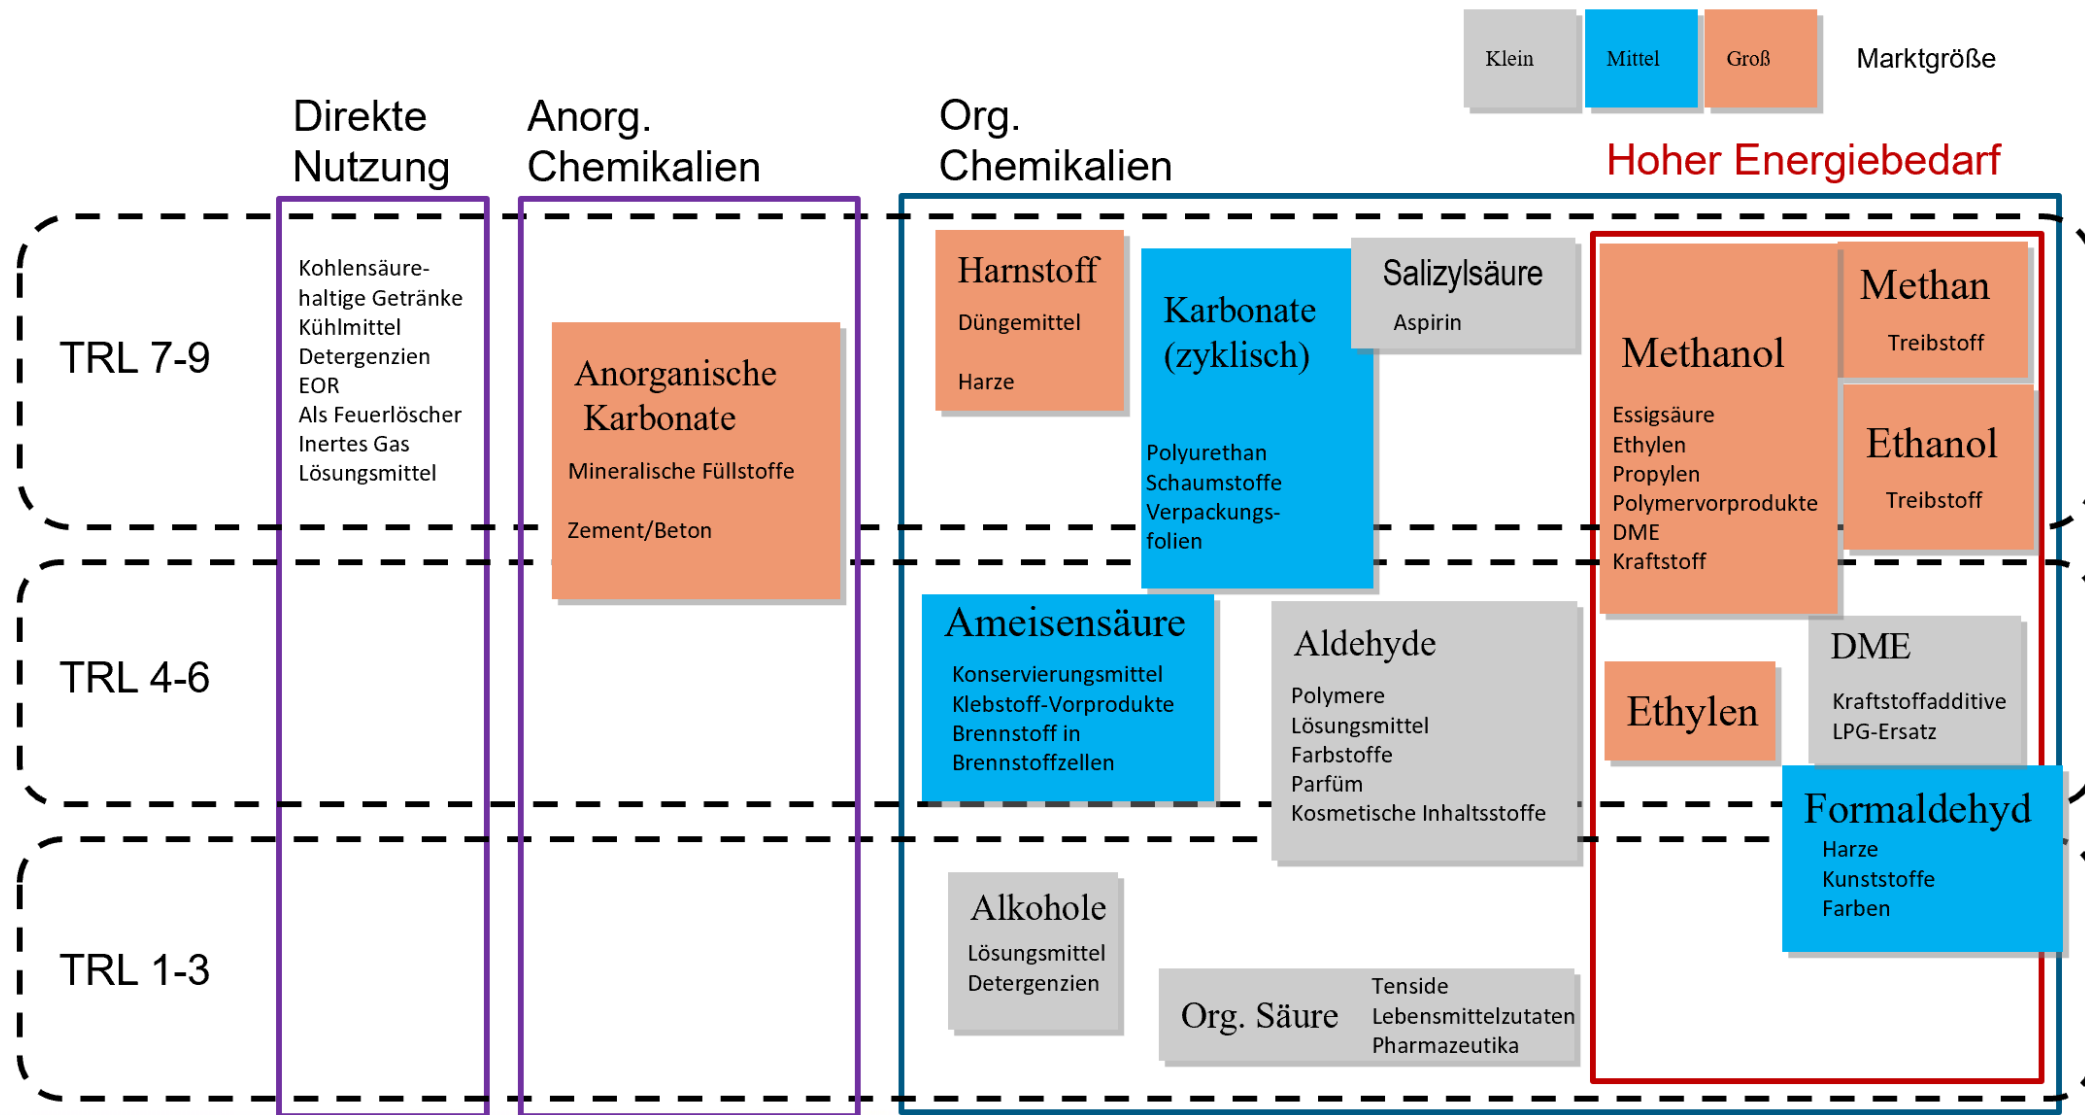 Klein
Mittel
Groß
Marktgröße
Direkte
Nutzung
Anorg.
Chemikalien
Org.
Chemikalien
Hoher Energiebedarf
TRL 7-9
Kohlensäure-
haltige Getränke
Kühlmittel
Detergenzien
EOR
Als Feuerlöscher
Inertes Gas
Lösungsmittel
Anorganische
Karbonate
Mineralische Füllstoffe
Zement/Beton
Harnstoff
Düngemittel
Harze
Karbonate
(zyklisch)
Polyurethan
Schaumstoffe
Verpackungs-
folien
Salizylsäure
Aspirin
Methanol
Essigsäure
Ethylen
Propylen
Polymervorprodukte
DME
Kraftstoff
Methan
Treibstoff
Ethanol
Treibstoff
TRL 4-6
Ameisensäure
Konservierungsmittel
Klebstoff-Vorprodukte
Brennstoff in
Brennstoffzellen
Aldehyde
Polymere
Lösungsmittel
Farbstoffe
Parfüm
Kosmetische Inhaltsstoffe
Ethylen
DME
Kraftstoffadditive
LPG-Ersatz
Formaldehyd
Harze
Kunststoffe
Farben
TRL 1-3
Alkohole
Lösungsmittel
Detergenzien
Org. Säure
Tenside
Lebensmittelzutaten
Pharmazeutika